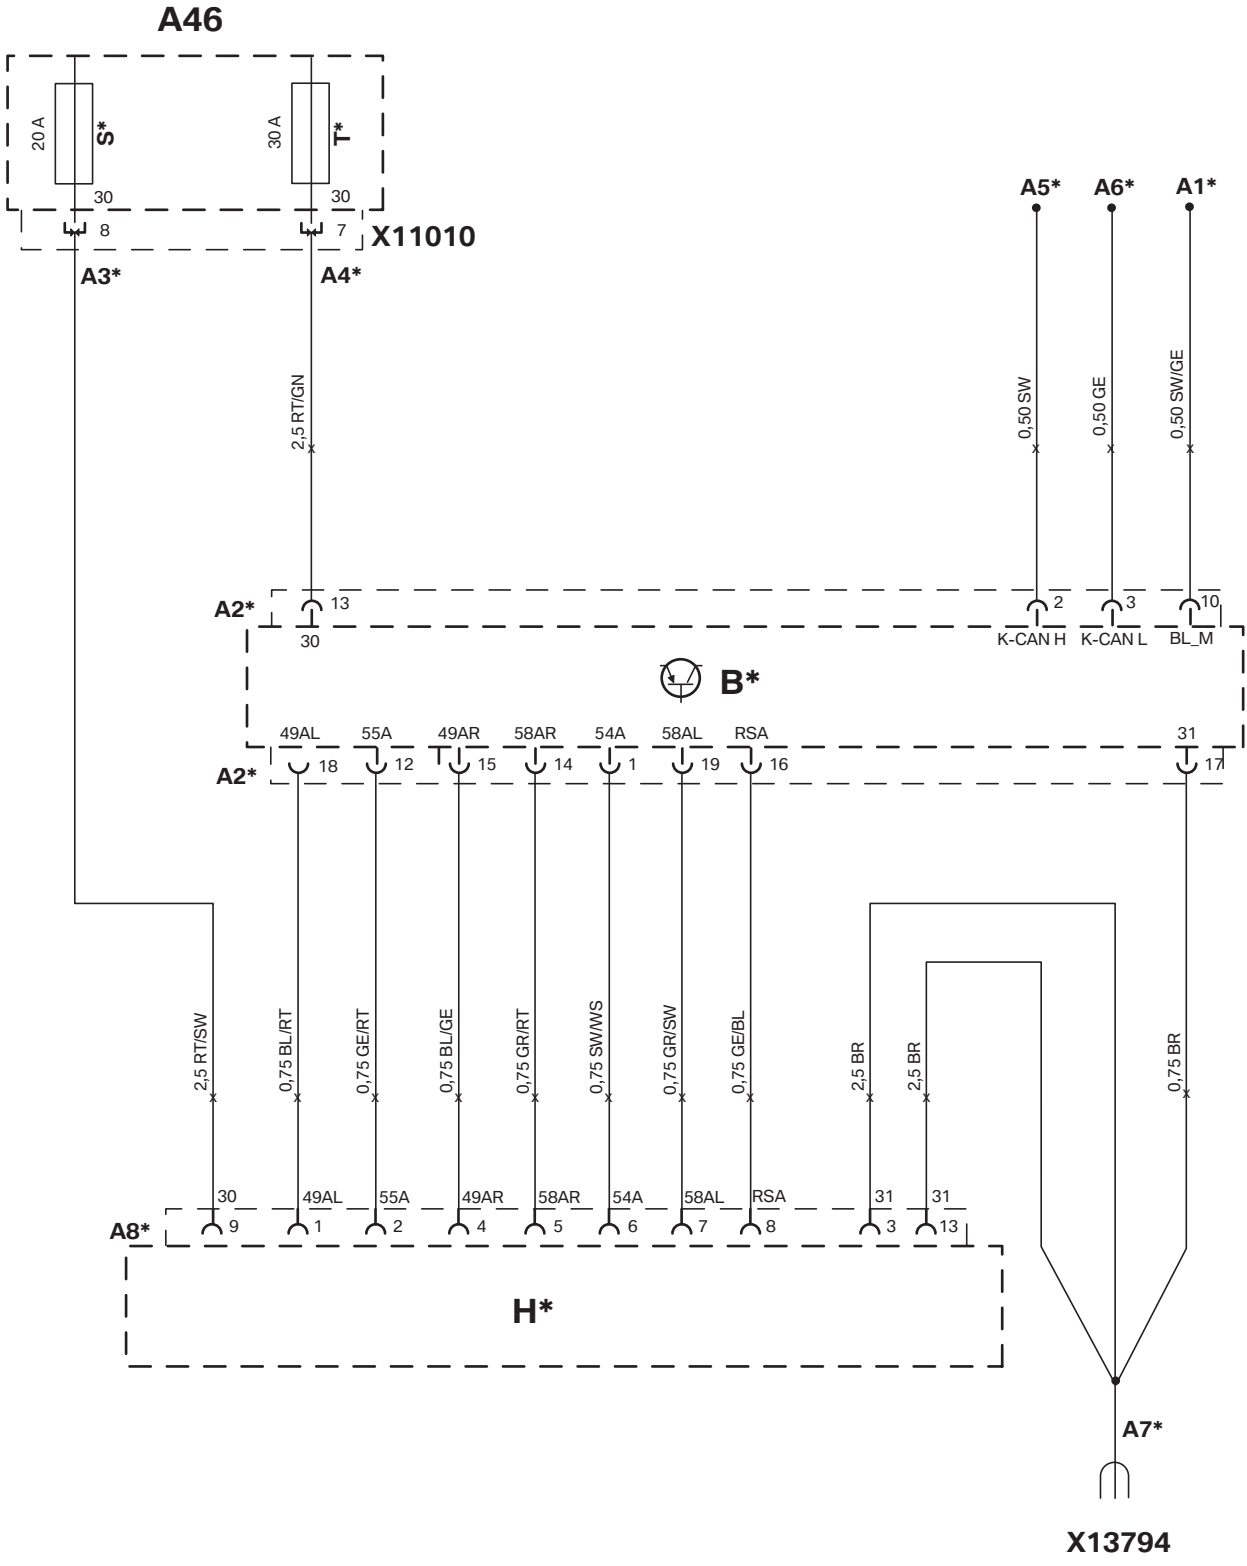 A46
20 A
S*
30 A
T*
30
30
8
7
X11010
A3*
A4*
A5*
A6*
A1*
2,5 RT/GN
0,50 SW
0,50 GE
0,50 SW/GE
A2*
13
2
3
10
30
K-CAN H
K-CAN L
BL_M
B*
49AL
55A
49AR
58AR
54A
58AL
RSA
31
A2*
18
12
15
14
1
19
16
17
2,5 RT/SW
0,75 BL/RT
0,75 GE/RT
0,75 BL/GE
0,75 GR/RT
0,75 SW/WS
0,75 GR/SW
0,75 GE/BL
2,5 BR
2,5 BR
0,75 BR
30
49AL
55A
49AR
58AR
54A
58AL
RSA
31
31
A8*
9
1
2
4
5
6
7
8
3
13
H*
A7*
X13794